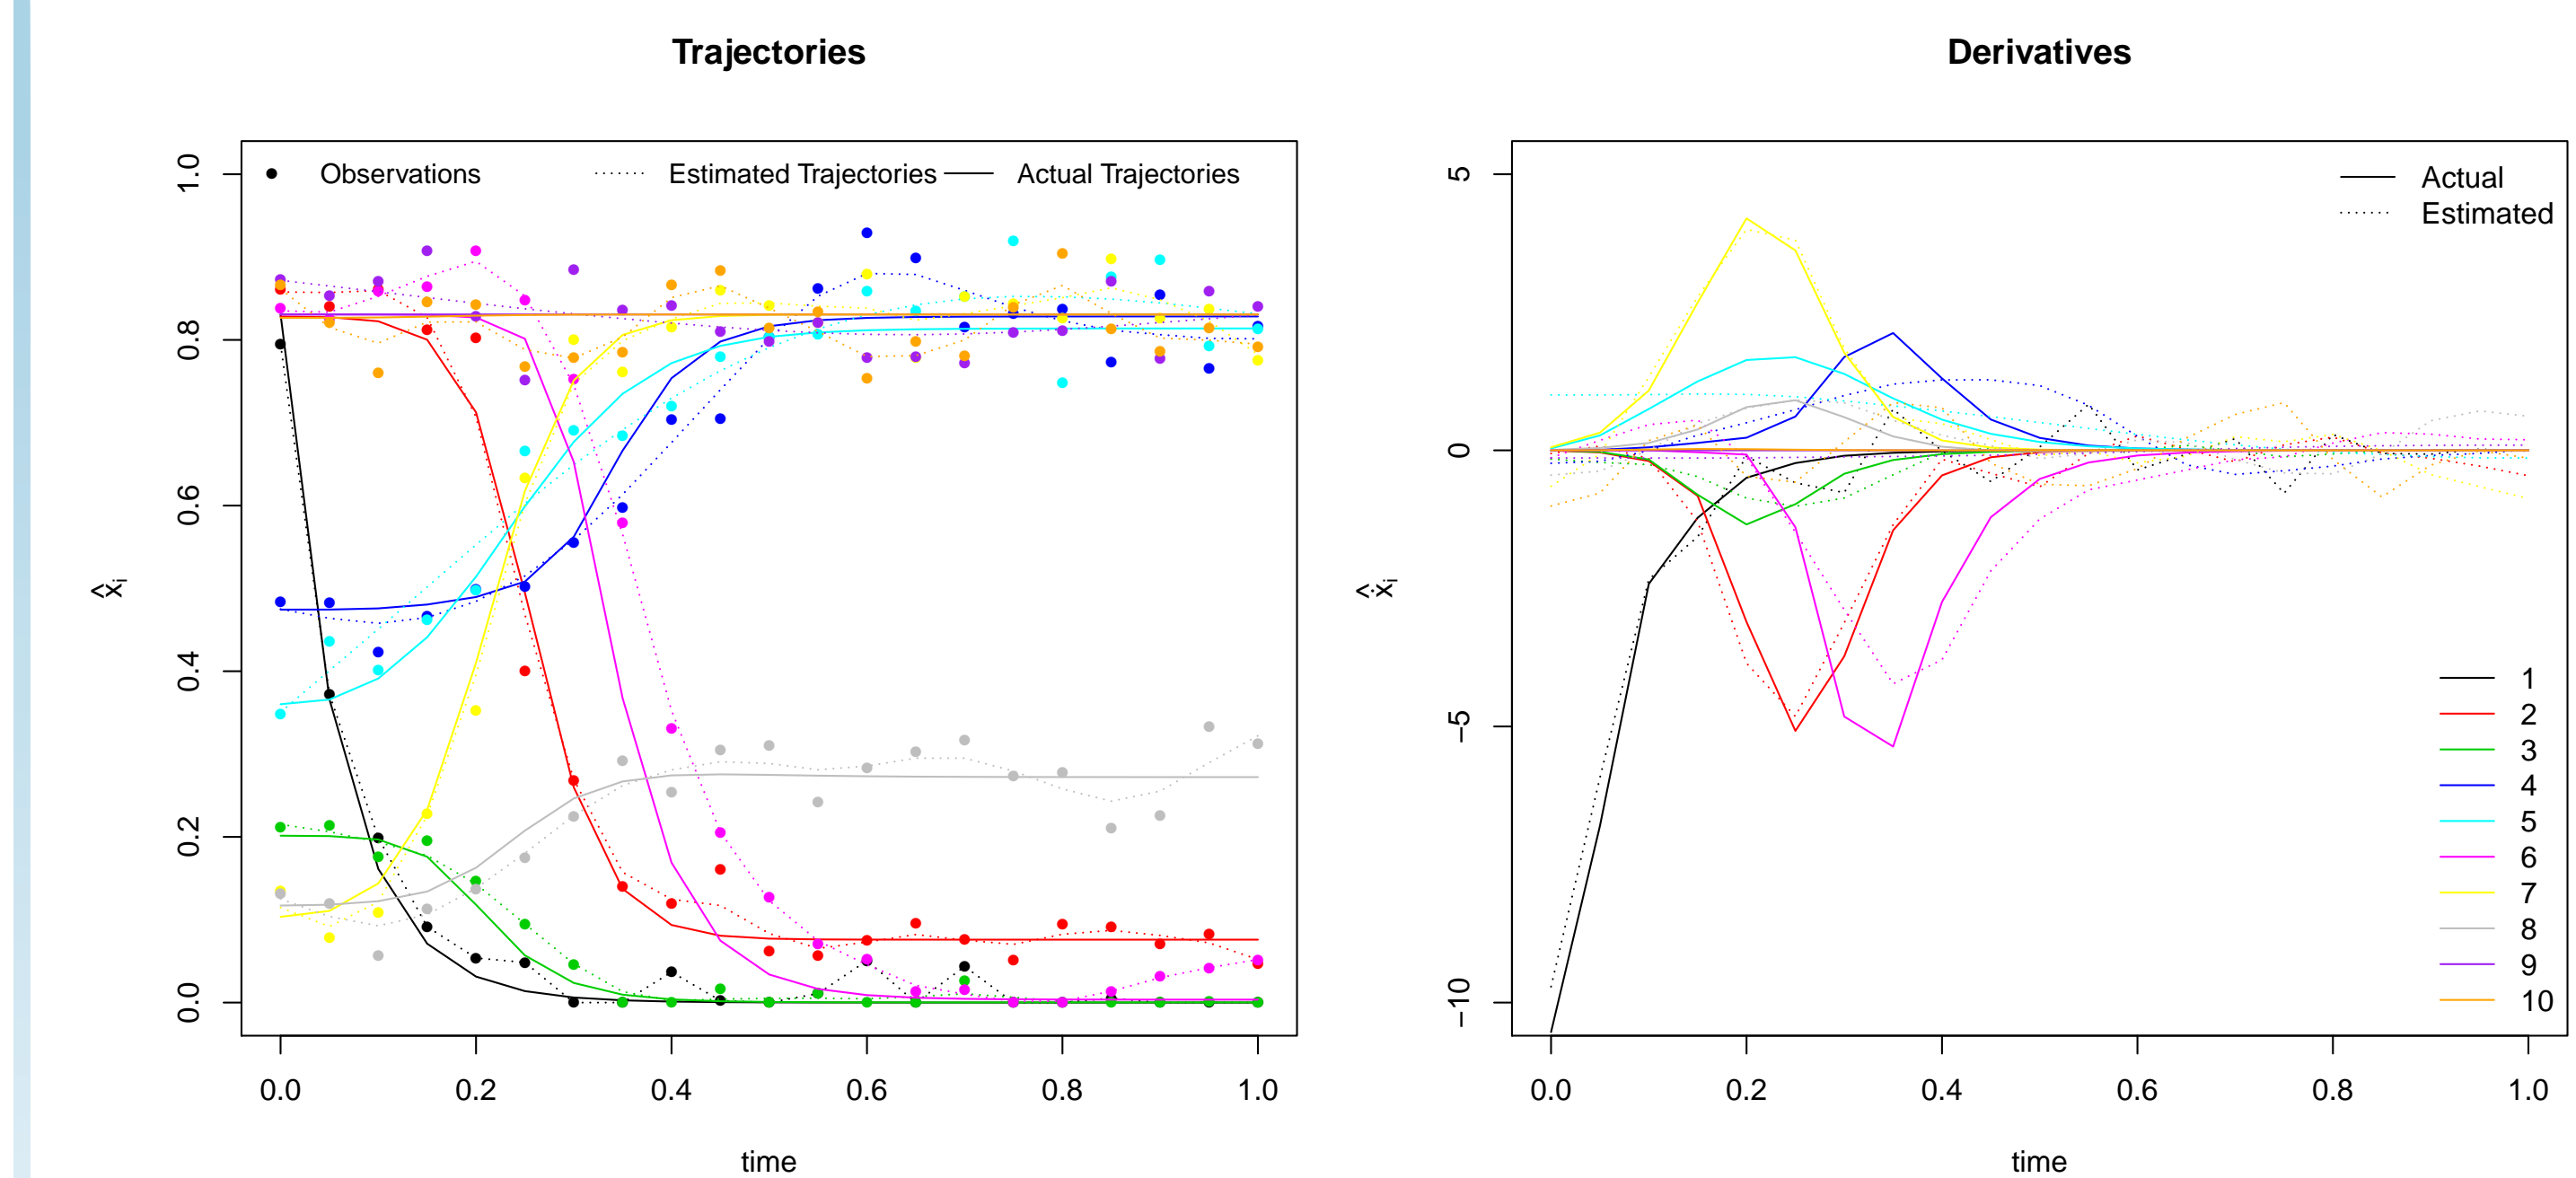 Trajectories
Observations
Estimated Trajectories
Actual Trajectories
1.0
0.8
0.6
0.4
0.2
0.0
x̂ᵢ
0.0 0.2 0.4 0.6 0.8 1.0
time
Derivatives
Actual
Estimated
5
0
−5
−10
ẋ̂ᵢ
1
2
3
4
5
6
7
8
9
10
0.0 0.2 0.4 0.6 0.8 1.0
time